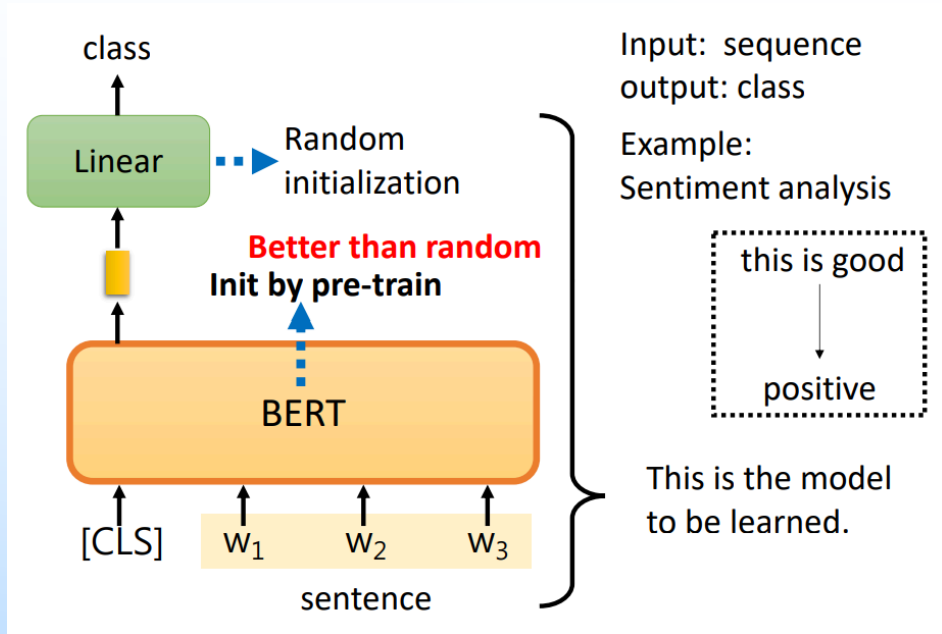 class
Linear
Random
initialization
Better than random
Init by pre-train
BERT
[CLS] w1 w2 w3
sentence
Input: sequence
output: class
Example:
Sentiment analysis
this is good
positive
This is the model
to be learned.